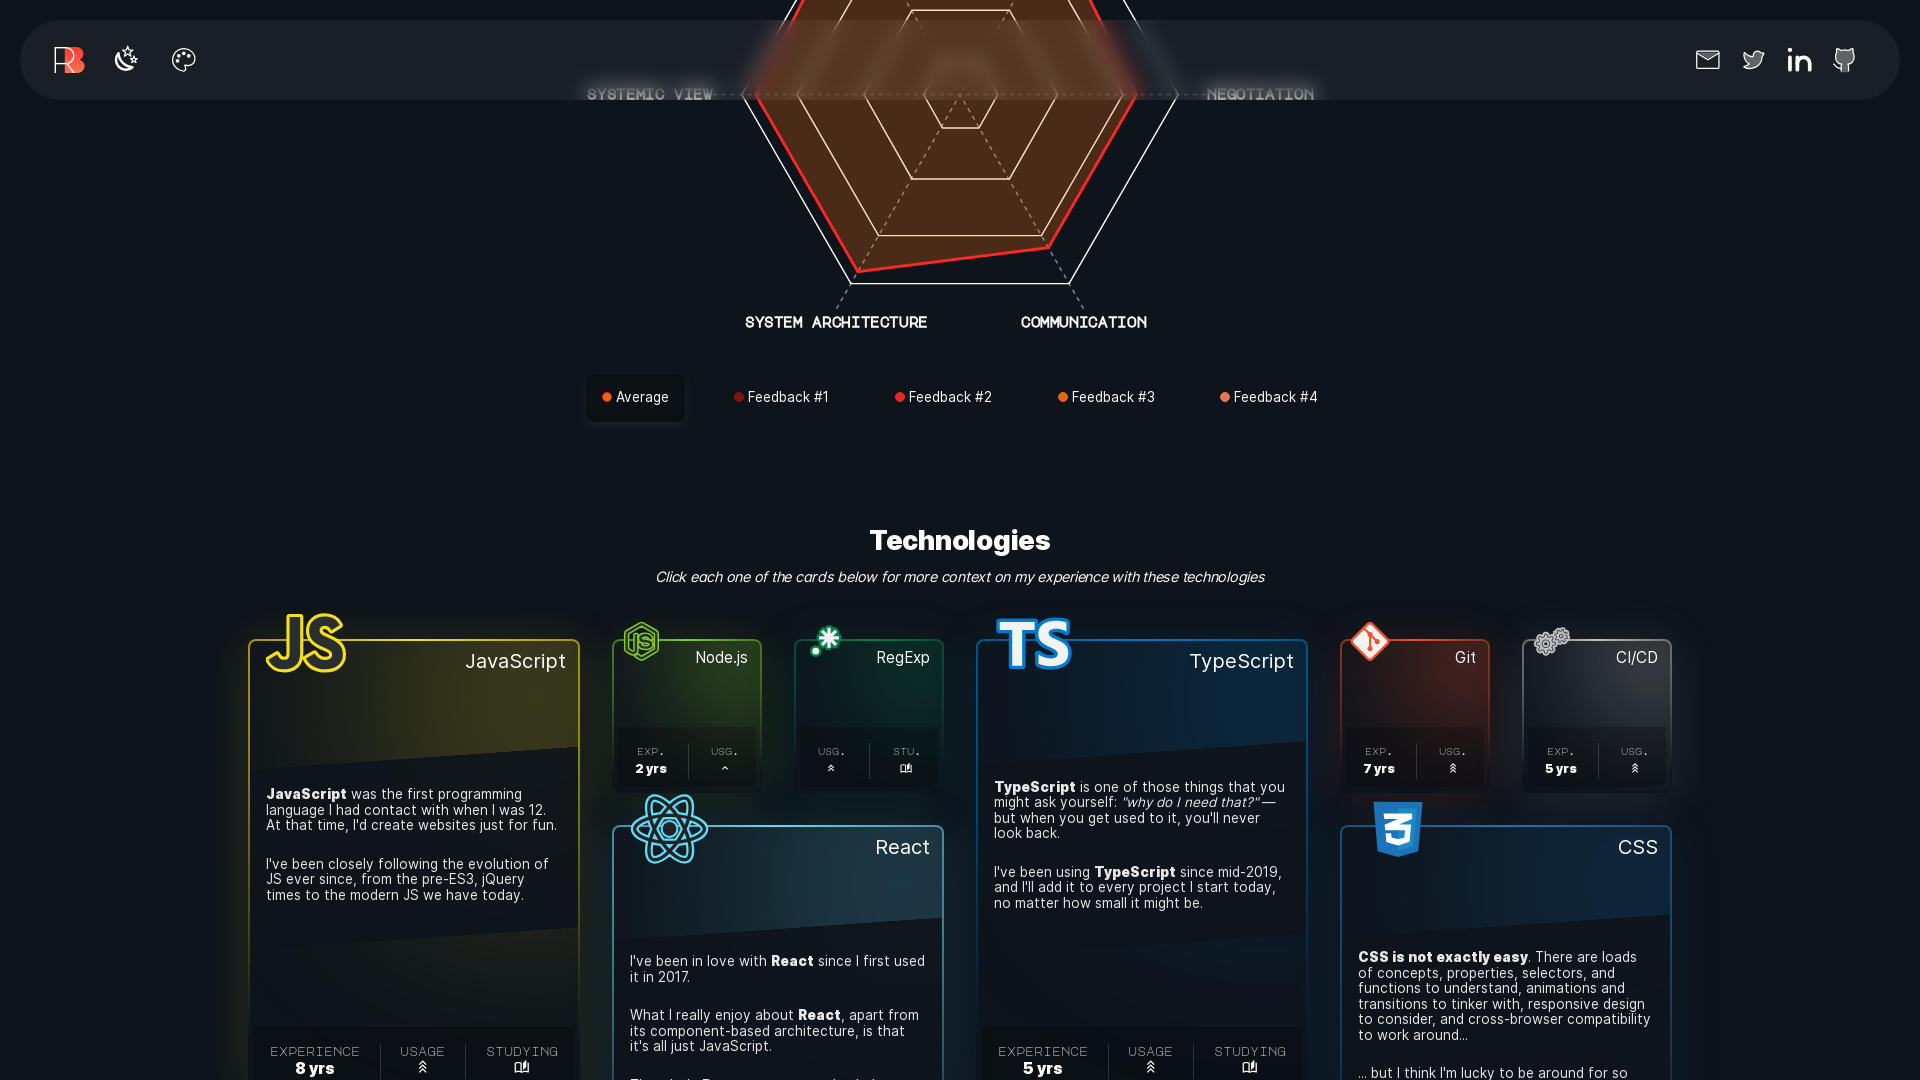 SYSTEMIC VIEW
NEGOTIATION
SYSTEM ARCHITECTURE
COMMUNICATION
Average
Feedback #1
Feedback #2
Feedback #3
Feedback #4
Technologies
Click each one of the cards below for more context on my experience with these technologies
JS
JavaScript
JavaScript was the first programming
language I had contact with when I was 12.
At that time, I'd create websites just for fun.
I've been closely following the evolution of
JS ever since, from the pre-ES3, jQuery
times to the modern JS we have today.
EXPERIENCE
8 yrs
USAGE
STUDYING
JS
Node.js
EXP.
2 yrs
USG.
RegExp
USG.
STU.
React
I've been in love with React since I first used
it in 2017.
What I really enjoy about React, apart from
its component-based architecture, is that
it's all just JavaScript.
TS
TypeScript
TypeScript is one of those things that you
might ask yourself: "why do I need that?" —
but when you get used to it, you'll never
look back.
I've been using TypeScript since mid-2019,
and I'll add it to every project I start today,
no matter how small it might be.
EXPERIENCE
5 yrs
USAGE
STUDYING
Git
EXP.
7 yrs
USG.
CI/CD
EXP.
5 yrs
USG.
3
CSS
CSS is not exactly easy. There are loads
of concepts, properties, selectors, and
functions to understand, animations and
transitions to tinker with, responsive design
to consider, and cross-browser compatibility
to work around...
... but I think I'm lucky to be around for so